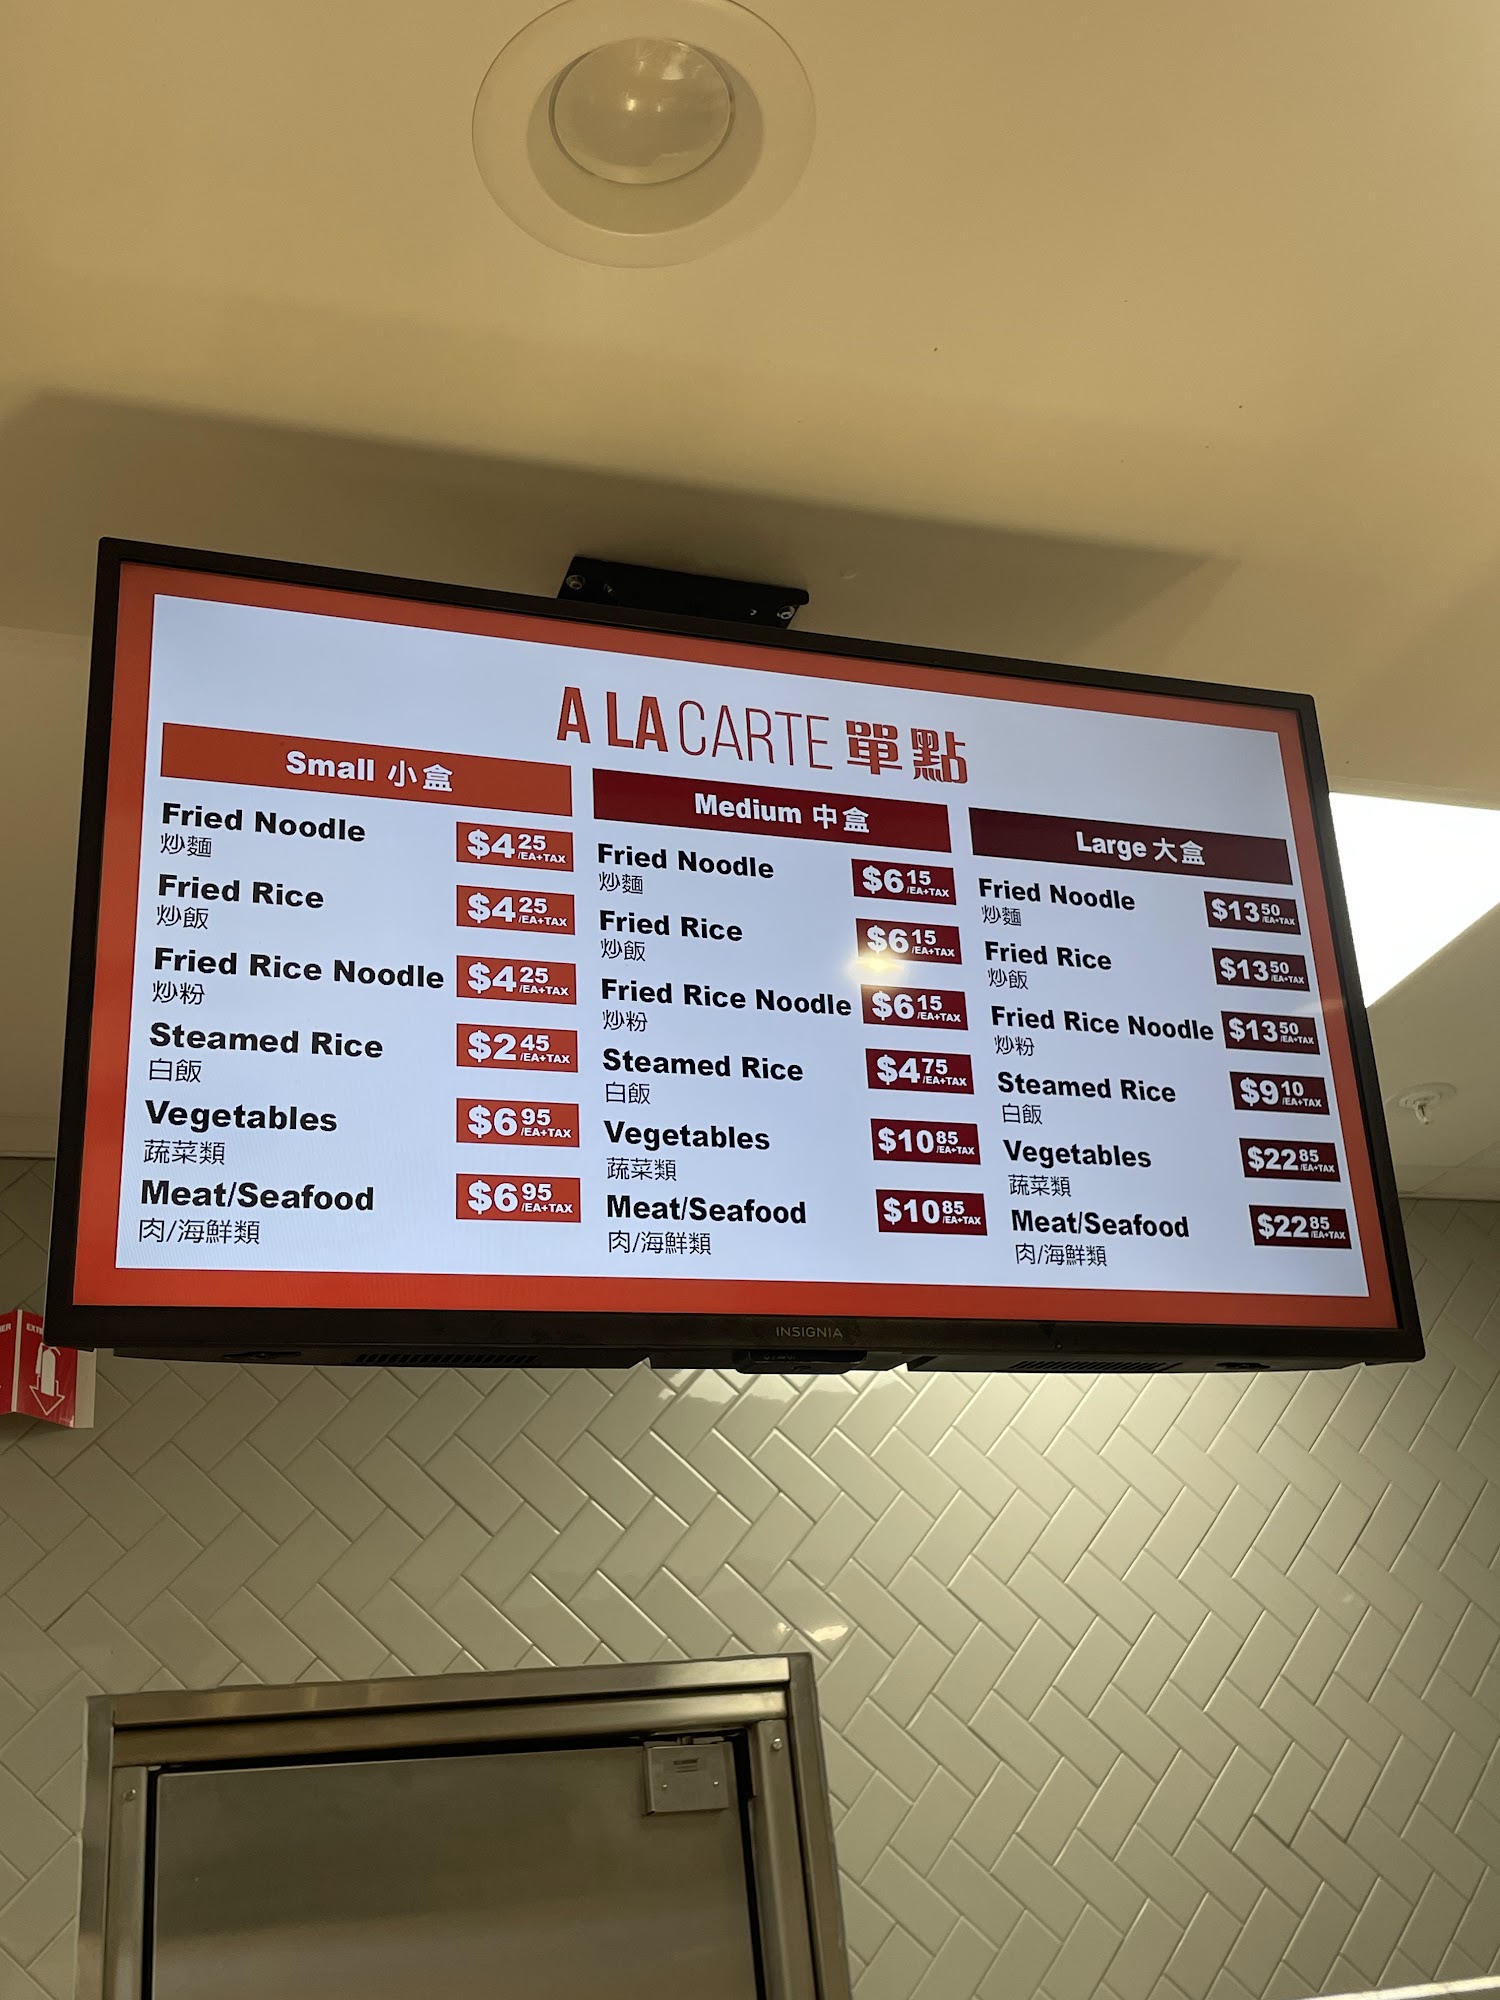 A LA CARTE 單點
Small 小盒
Fried Noodle $4 25 /EA+TAX
炒麵
Fried Rice $4 25 /EA+TAX
炒飯
Fried Rice Noodle $4 25 /EA+TAX
炒粉
Steamed Rice $2 45 /EA+TAX
白飯
Vegetables $6 95 /EA+TAX
蔬菜類
Meat/Seafood $6 95 /EA+TAX
肉/海鮮類
Medium 中盒
Fried Noodle $6 15 /EA+TAX
炒麵
Fried Rice $6 15 /EA+TAX
炒飯
Fried Rice Noodle $6 15 /EA+TAX
炒粉
Steamed Rice $4 75 /EA+TAX
白飯
Vegetables $10 85 /EA+TAX
蔬菜類
Meat/Seafood $10 85 /EA+TAX
肉/海鮮類
Large 大盒
Fried Noodle $13 50 /EA+TAX
炒麵
Fried Rice $13 50 /EA+TAX
炒飯
Fried Rice Noodle $13 50 /EA+TAX
炒粉
Steamed Rice $9 10 /EA+TAX
白飯
Vegetables $22 85 /EA+TAX
蔬菜類
Meat/Seafood $22 85 /EA+TAX
肉/海鮮類
INSIGNIA